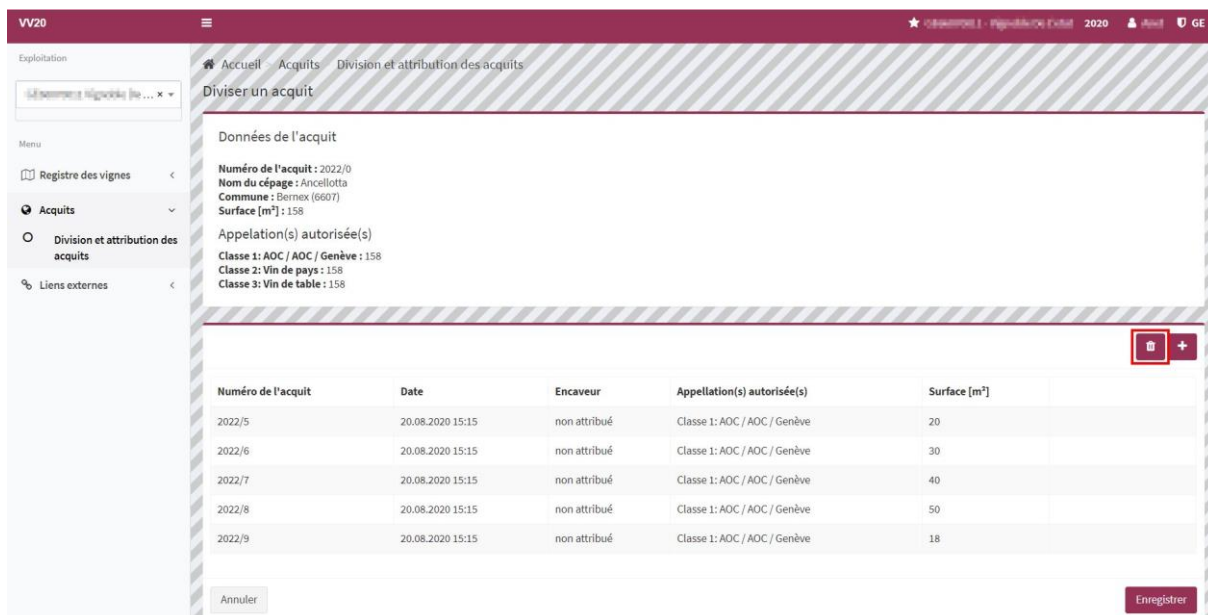 VV20
2020 GE
Exploitation
Accueil Acquits Division et attribution des acquits
Diviser un acquit
Menu
Registre des vignes
Acquits
Division et attribution des
acquits
Liens externes
Données de l'acquit
Numéro de l'acquit : 2022/0
Nom du cépage : Ancellotta
Commune : Bernex (6607)
Surface [m²] : 158
Appelation(s) autorisée(s)
Classe 1: AOC / AOC / Genève : 158
Classe 2: Vin de pays : 158
Classe 3: Vin de table : 158
Numéro de l'acquit Date Encaveur Appellation(s) autorisée(s) Surface [m²]
2022/5 20.08.2020 15:15 non attribué Classe 1: AOC / AOC / Genève 20
2022/6 20.08.2020 15:15 non attribué Classe 1: AOC / AOC / Genève 30
2022/7 20.08.2020 15:15 non attribué Classe 1: AOC / AOC / Genève 40
2022/8 20.08.2020 15:15 non attribué Classe 1: AOC / AOC / Genève 50
2022/9 20.08.2020 15:15 non attribué Classe 1: AOC / AOC / Genève 18
Annuler Enregistrer